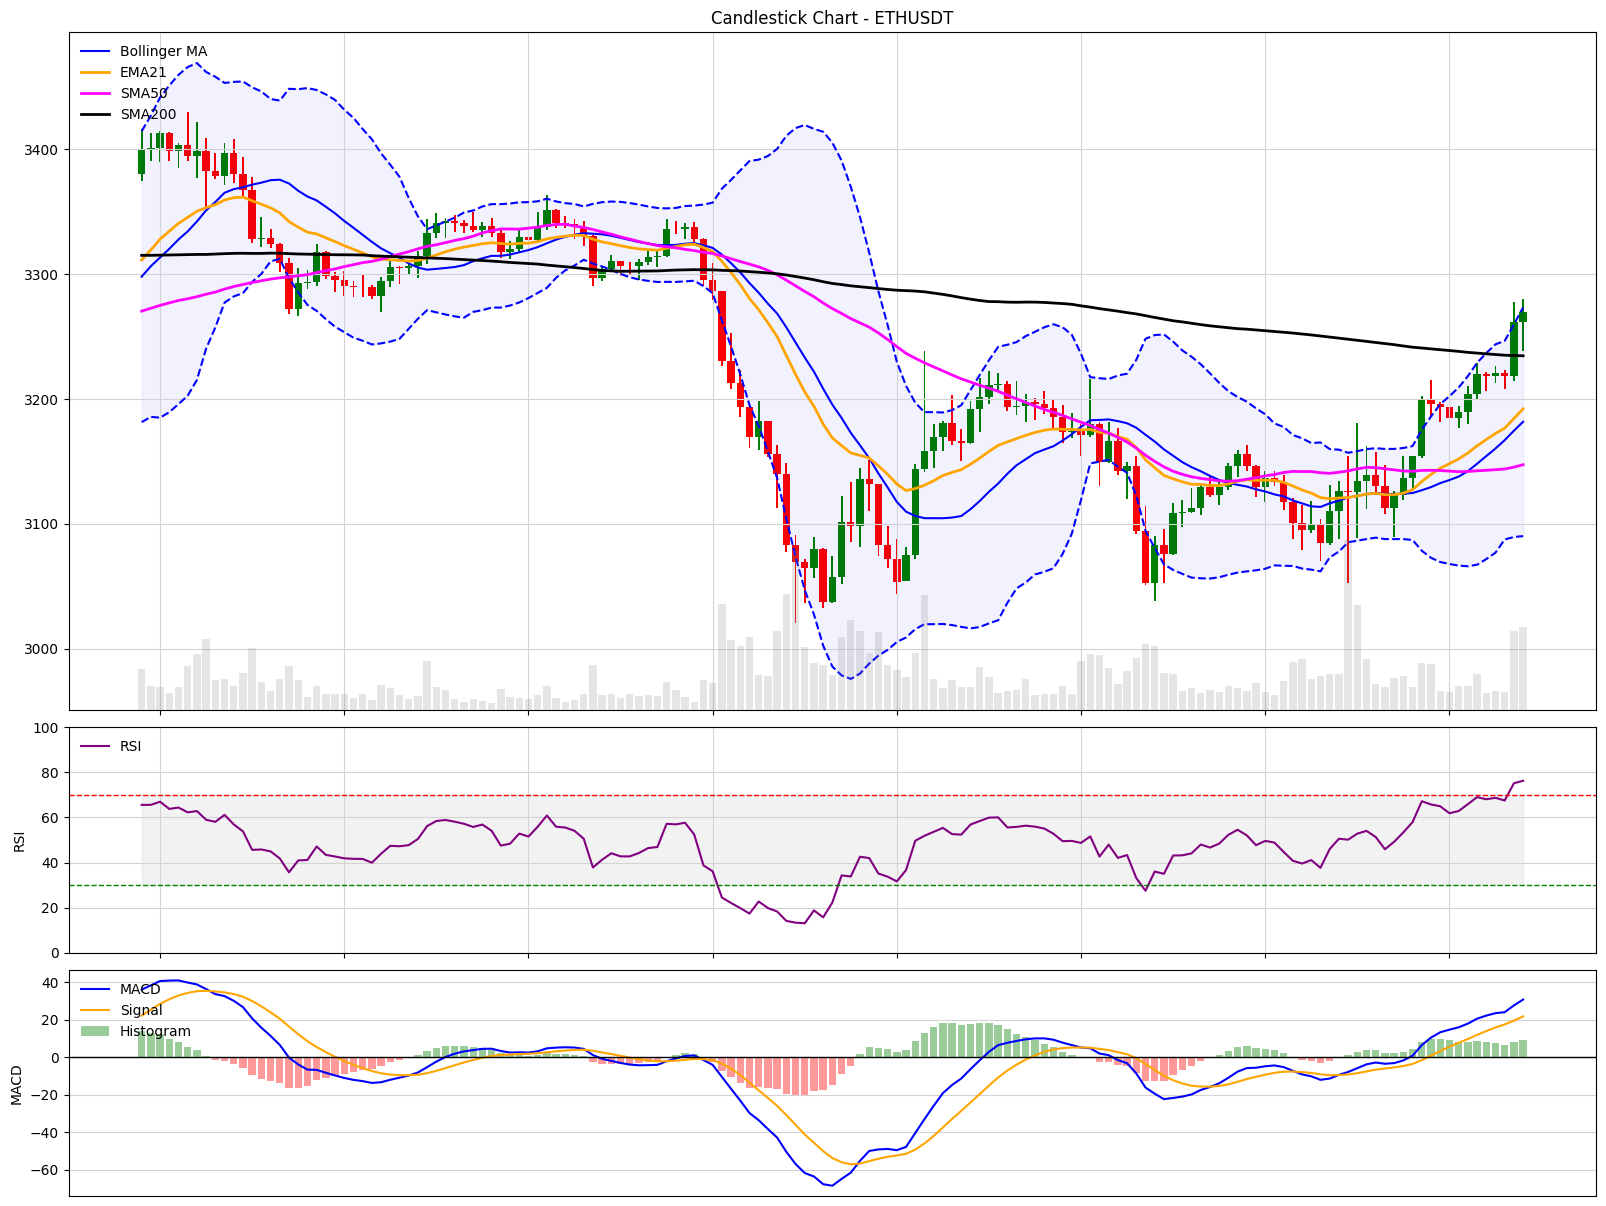 Candlestick Chart - ETHUSDT
Bollinger MA
EMA21
SMA50
SMA200
3400
3300
3200
3100
3000
RSI
100
80
60
40
20
0
RSI
MACD
Signal
Histogram
40
20
0
−20
−40
−60
MACD